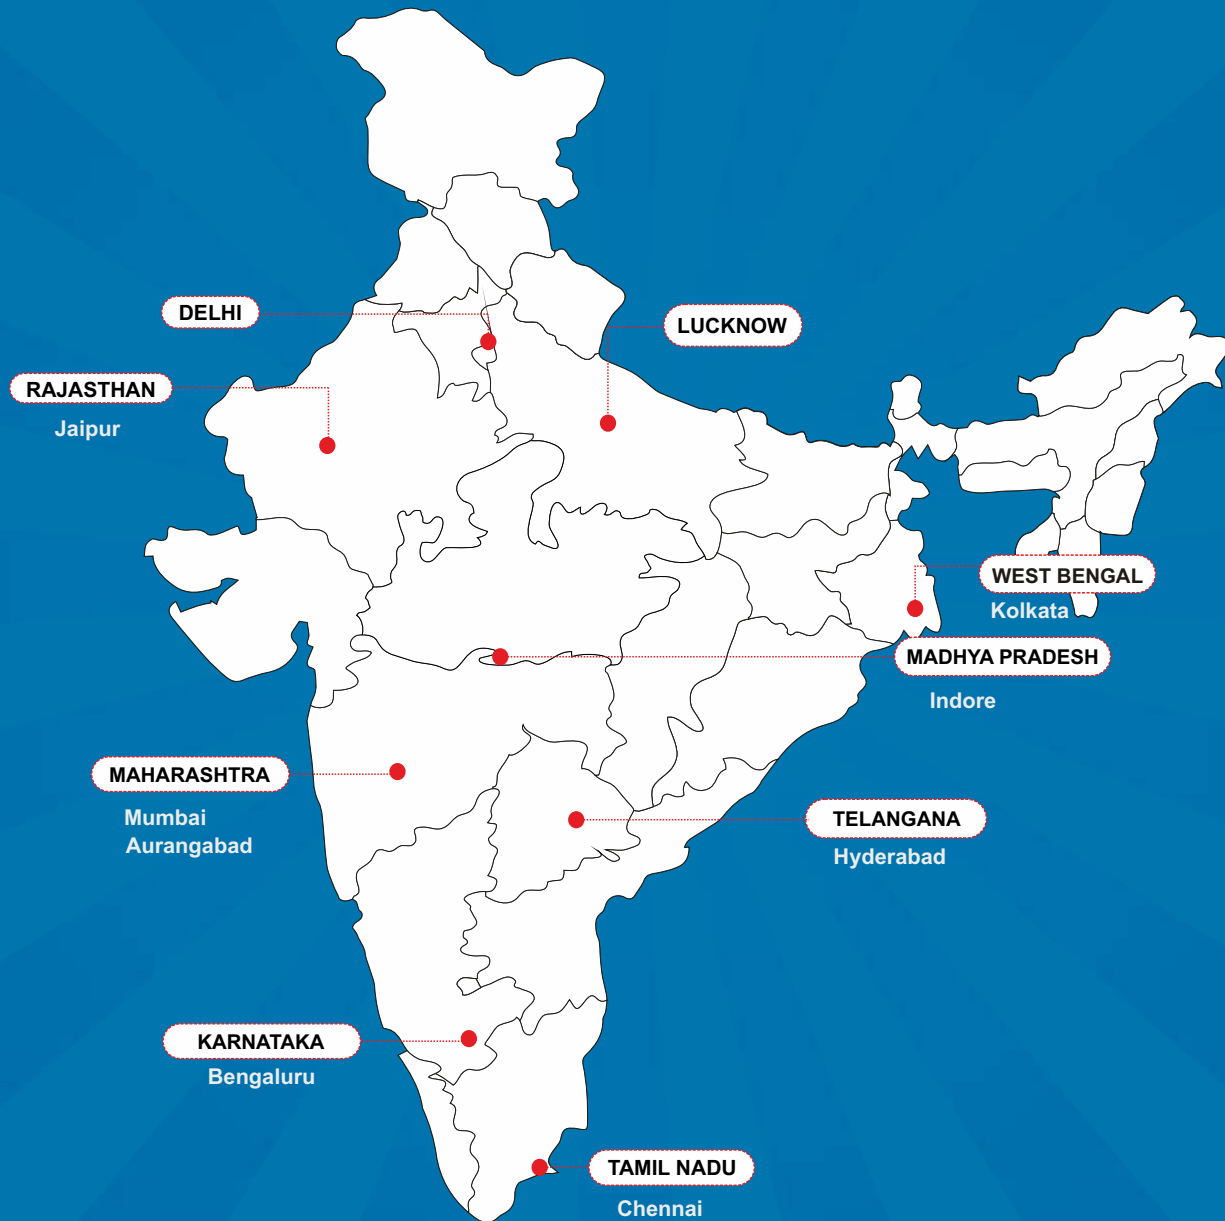 DELHI
LUCKNOW
RAJASTHAN
Jaipur
WEST BENGAL
Kolkata
MADHYA PRADESH
Indore
MAHARASHTRA
Mumbai
Aurangabad
TELANGANA
Hyderabad
KARNATAKA
Bengaluru
TAMIL NADU
Chennai